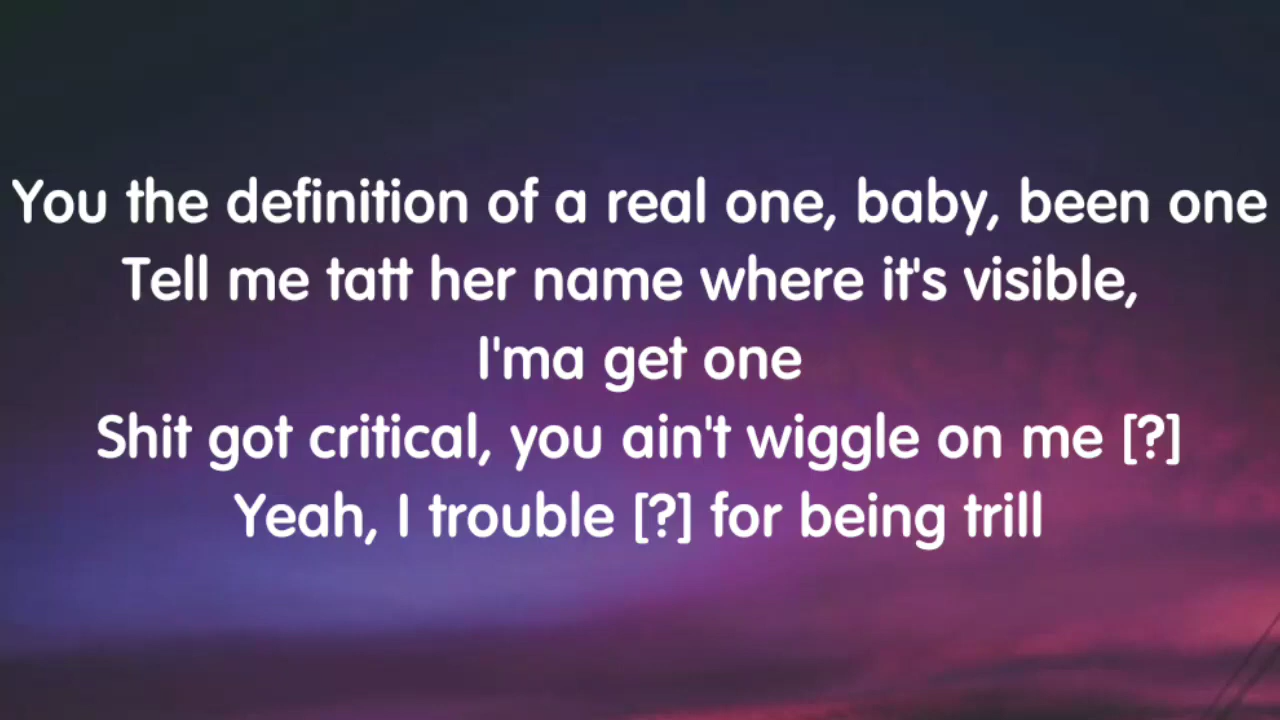 You the definition of a real one, baby, been one
Tell me tatt her name where it's visible,
I'ma get one
Shit got critical, you ain't wiggle on me [?]
Yeah, I trouble [?] for being trill